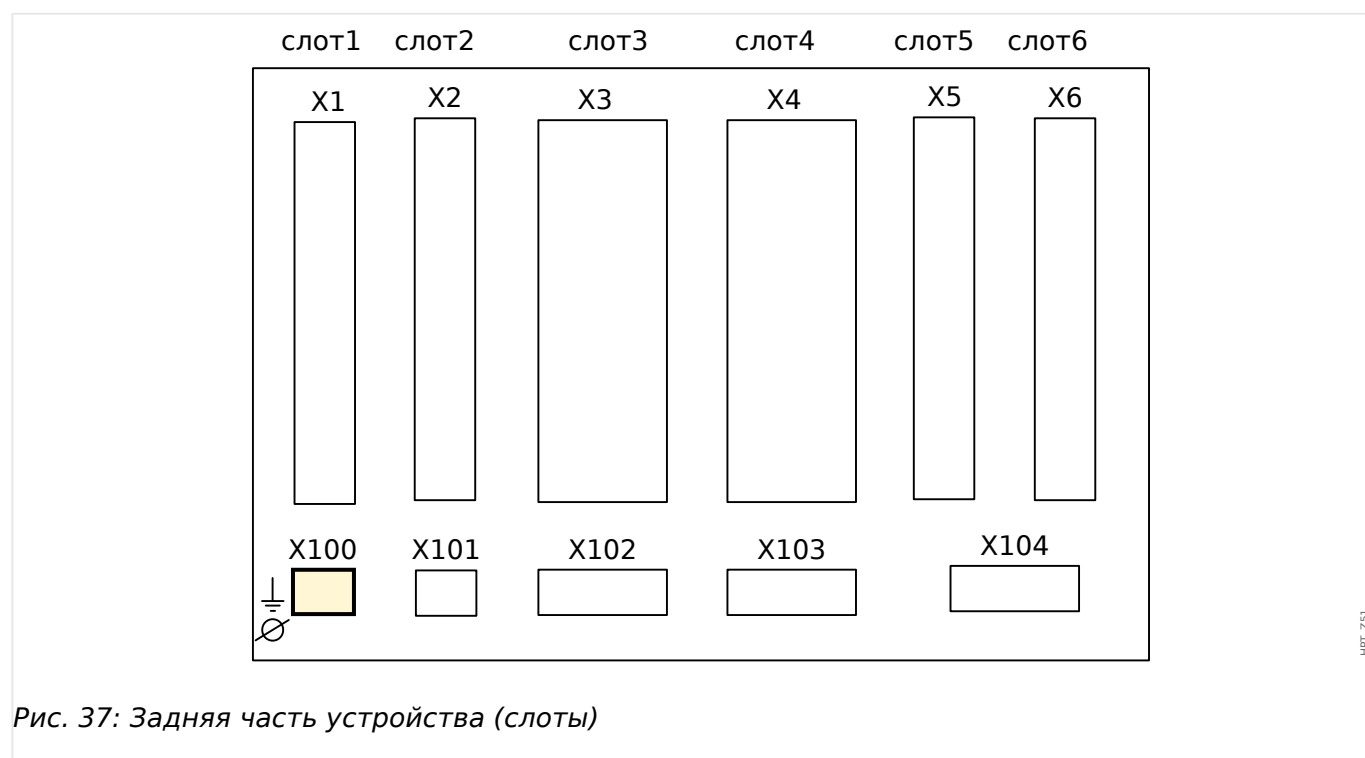 слот1 слот2 слот3 слот4 слот5 слот6
X1 X2 X3 X4 X5 X6
X100 X101 X102 X103 X104
Рис. 37: Задняя часть устройства (слоты)